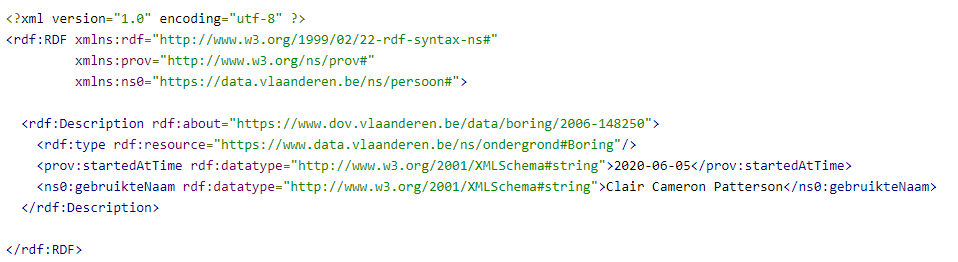 <?xml version="1.0" encoding="utf-8" ?>
<rdf:RDF xmlns:rdf="http://www.w3.org/1999/02/22-rdf-syntax-ns#"
         xmlns:prov="http://www.w3.org/ns/prov#"
         xmlns:ns0="https://data.vlaanderen.be/ns/persoon#">

  <rdf:Description rdf:about="https://www.dov.vlaanderen.be/data/boring/2006-148250">
    <rdf:type rdf:resource="https://www.data.vlaanderen.be/ns/ondergrond#Boring"/>
    <prov:startedAtTime rdf:datatype="http://www.w3.org/2001/XMLSchema#string">2020-06-05</prov:startedAtTime>
    <ns0:gebruikteNaam rdf:datatype="http://www.w3.org/2001/XMLSchema#string">Clair Cameron Patterson</ns0:gebruikteNaam>
  </rdf:Description>

</rdf:RDF>